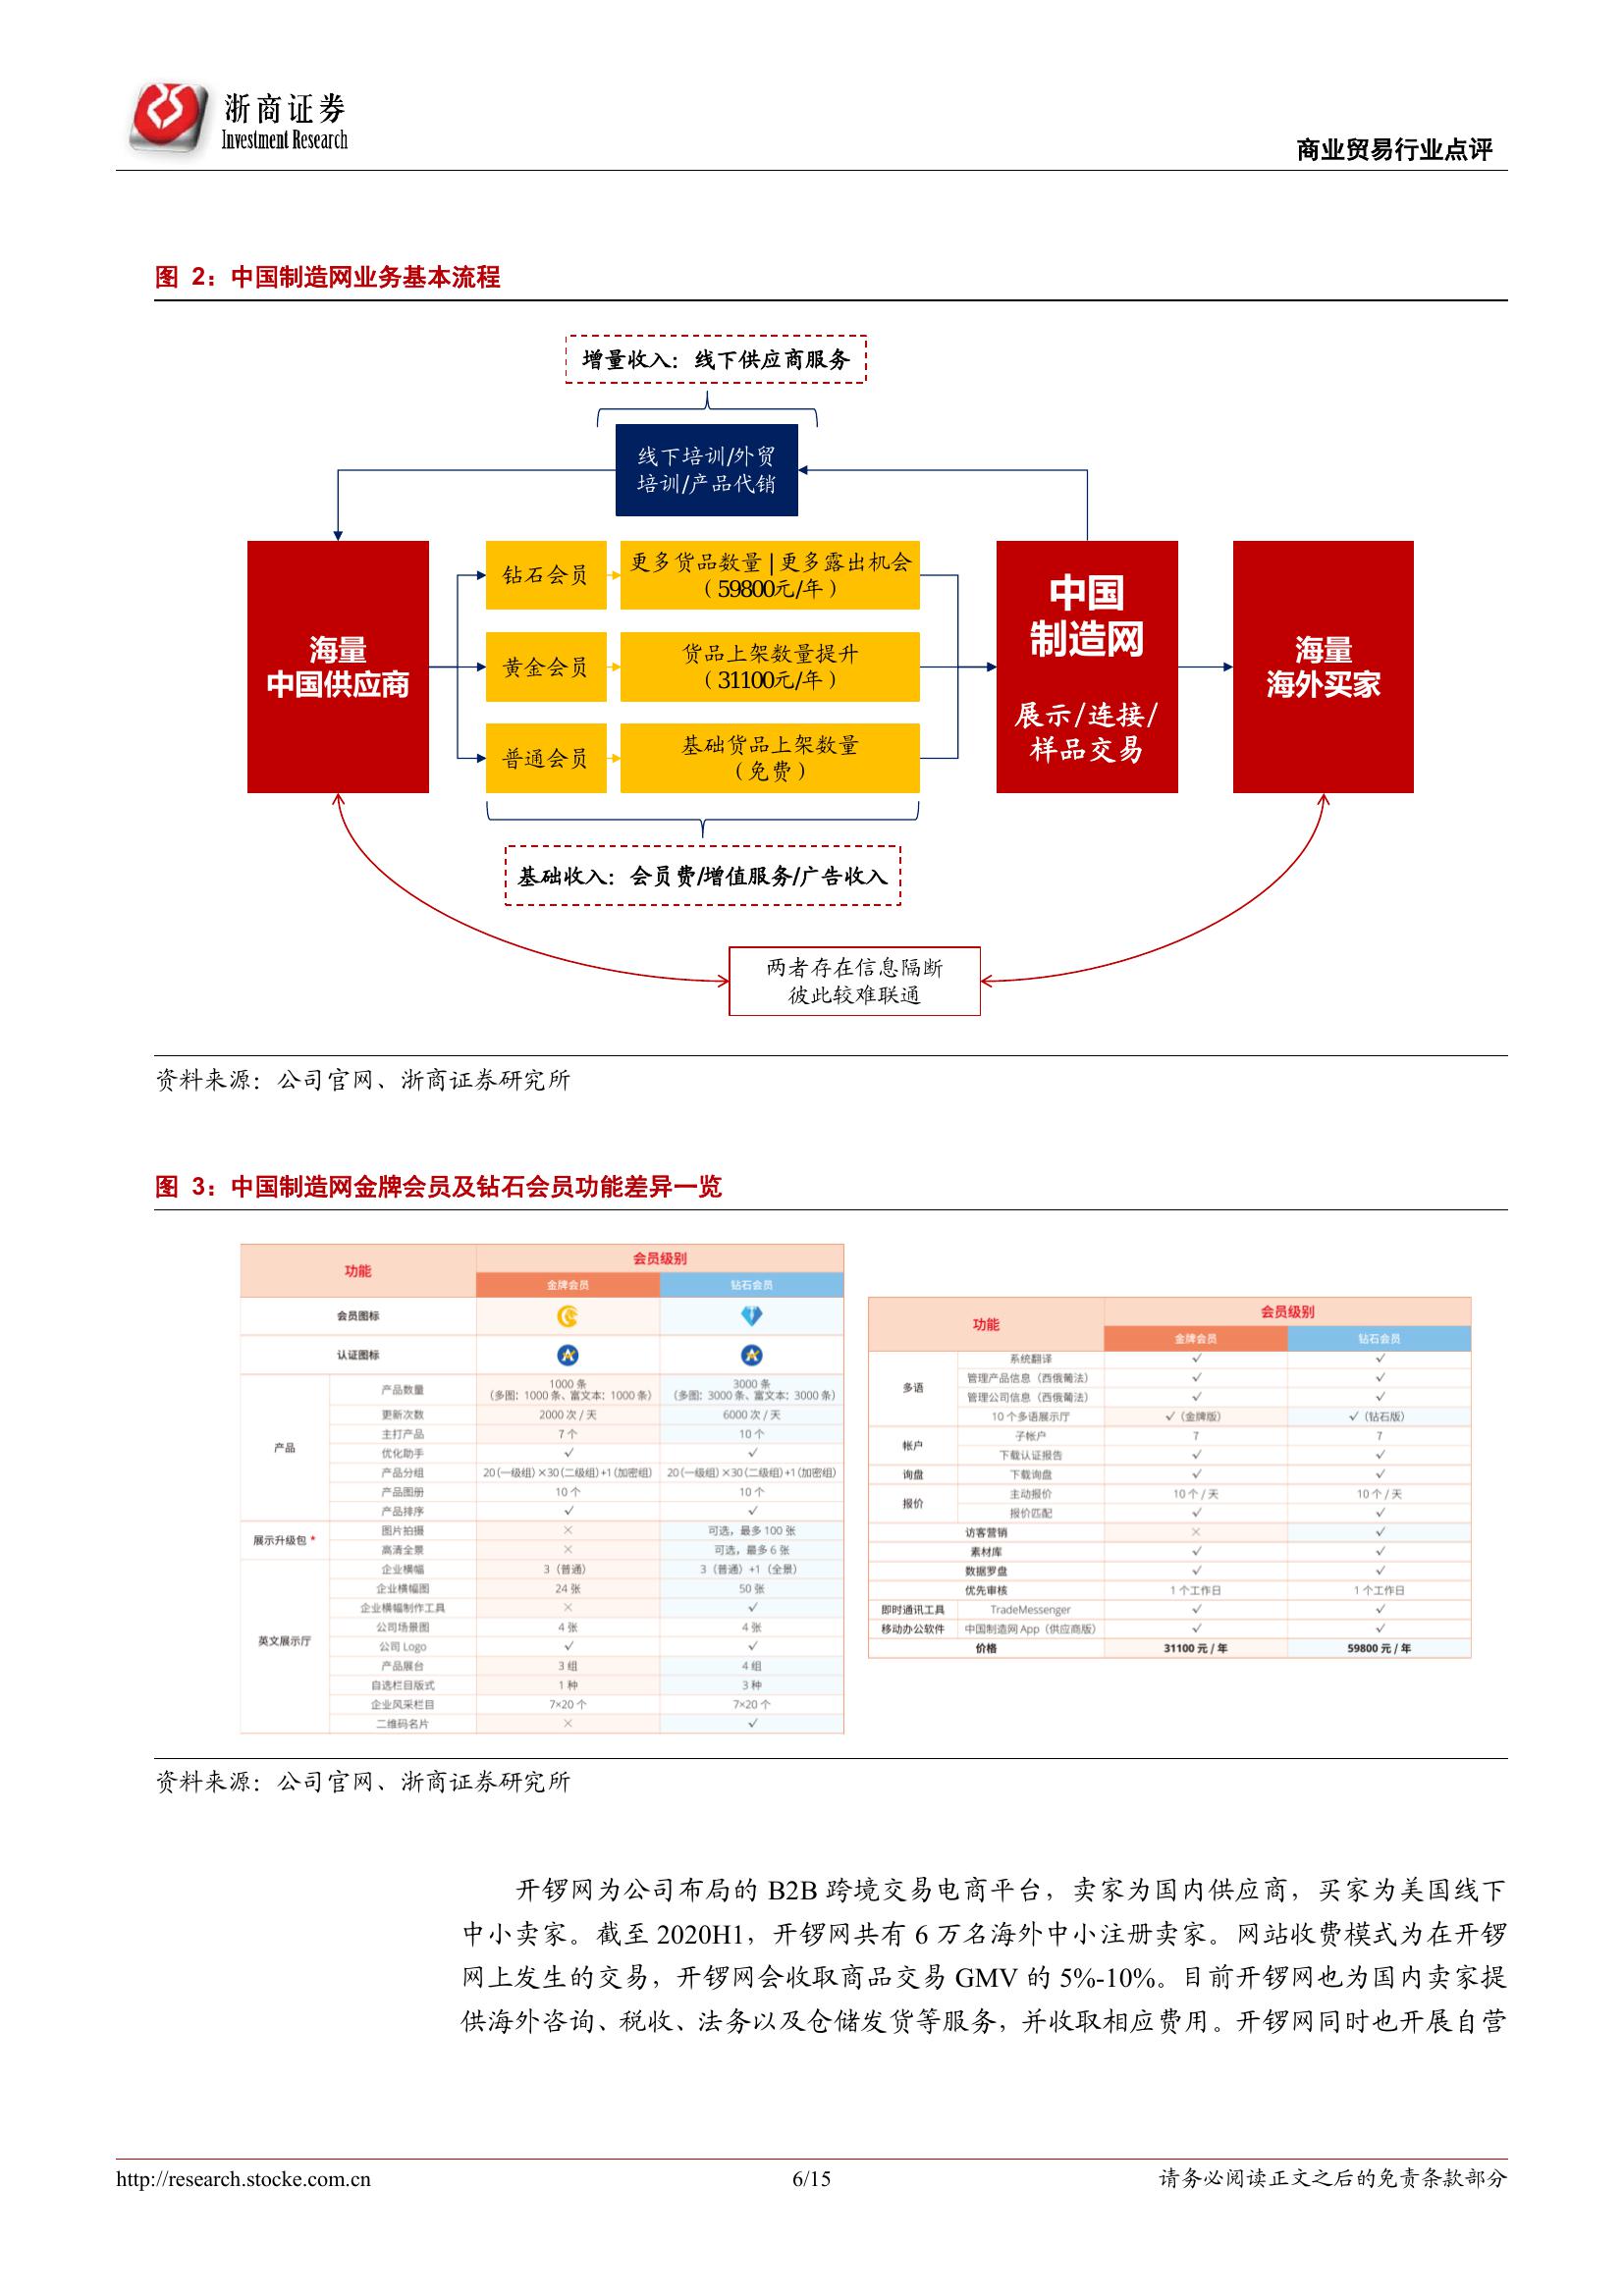 浙商证券
Investment Research
商业贸易行业点评
图 2：中国制造网业务基本流程
增量收入：线下供应商服务
线下培训/外贸
培训/产品代销
海量
中国供应商
钻石会员
更多货品数量|更多露出机会
（59800元/年）
黄金会员
货品上架数量提升
（31100元/年）
普通会员
基础货品上架数量
（免费）
中国
制造网
展示/连接/
样品交易
海量
海外买家
基础收入：会员费/增值服务/广告收入
两者存在信息隔断
彼此较难联通
资料来源：公司官网、浙商证券研究所
图 3：中国制造网金牌会员及钻石会员功能差异一览
功能 会员级别
金牌会员 钻石会员
会员图标
认证图标
产品 产品数量 1000 条 3000 条
（多图：1000 条、富文本：1000 条） （多图：3000 条、富文本：3000 条）
更新次数 2000 次 / 天 6000 次 / 天
主打产品 7 个 10 个
优化助手 ✓ ✓
产品分组 20(一级组)×30(二级组)+1(加密组) 20(一级组)×30(二级组)+1(加密组)
产品图册 10 个 10 个
产品排序 ✓ ✓
展示升级包 * 图片拍摄 × 可选，最多 100 张
高清全景 × 可选，最多 6 张
英文展示厅 企业横幅 3（普通） 3（普通）+1（全景）
企业横幅图 24 张 50 张
企业横幅制作工具 × ✓
公司场景图 4 张 4 张
公司 Logo ✓ ✓
产品展台 3 组 4 组
自选栏目版式 1 种 3 种
企业风采栏目 7×20 个 7×20 个
二维码名片 × ✓
功能 会员级别
金牌会员 钻石会员
多语 系统翻译 ✓ ✓
管理产品信息（西俄葡法） ✓ ✓
管理公司信息（西俄葡法） ✓ ✓
10 个多语展示厅 ✓（金牌版） ✓（钻石版）
帐户 子帐户 7 7
下载认证报告 ✓ ✓
询盘 下载询盘 ✓ ✓
报价 主动报价 10 个 / 天 10 个 / 天
报价匹配 ✓ ✓
访客营销 × ✓
素材库 ✓ ✓
数据罗盘 ✓ ✓
优先审核 1 个工作日 1 个工作日
即时通讯工具 TradeMessenger ✓ ✓
移动办公软件 中国制造网 App（供应商版） ✓ ✓
价格 31100 元 / 年 59800 元 / 年
资料来源：公司官网、浙商证券研究所
开锣网为公司布局的 B2B 跨境交易电商平台，卖家为国内供应商，买家为美国线下
中小卖家。截至 2020H1，开锣网共有 6 万名海外中小注册卖家。网站收费模式为在开锣
网上发生的交易，开锣网会收取商品交易 GMV 的 5%-10%。目前开锣网也为国内卖家提
供海外咨询、税收、法务以及仓储发货等服务，并收取相应费用。开锣网同时也开展自营
http://research.stocke.com.cn
6/15
请务必阅读正文之后的免责条款部分